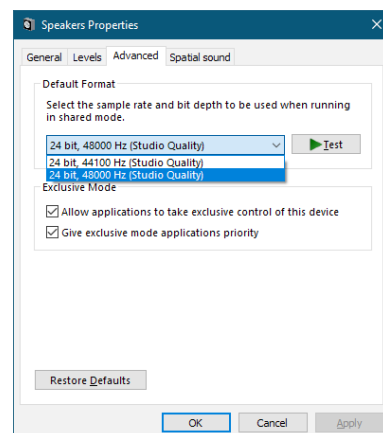 Speakers Properties
General Levels Advanced Spatial sound
Default Format
Select the sample rate and bit depth to be used when running
in shared mode.
24 bit, 48000 Hz (Studio Quality)
Test
24 bit, 44100 Hz (Studio Quality)
24 bit, 48000 Hz (Studio Quality)
Exclusive Mode
Allow applications to take exclusive control of this device
Give exclusive mode applications priority
Restore Defaults
OK Cancel Apply